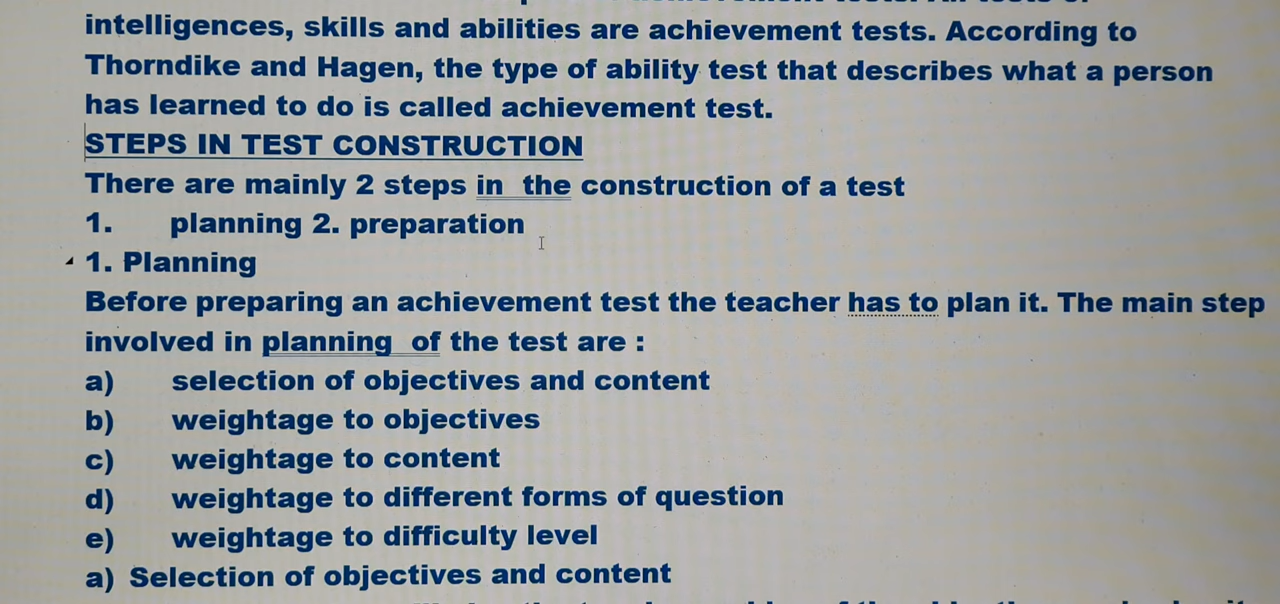 intelligences, skills and abilities are achievement tests. According to
Thorndike and Hagen, the type of ability test that describes what a person
has learned to do is called achievement test.
STEPS IN TEST CONSTRUCTION
There are mainly 2 steps in  the construction of a test
1. planning 2. preparation
1. Planning
Before preparing an achievement test the teacher has to plan it. The main step
involved in planning  of the test are :
a) selection of objectives and content
b) weightage to objectives
c) weightage to content
d) weightage to different forms of question
e) weightage to difficulty level
a) Selection of objectives and content